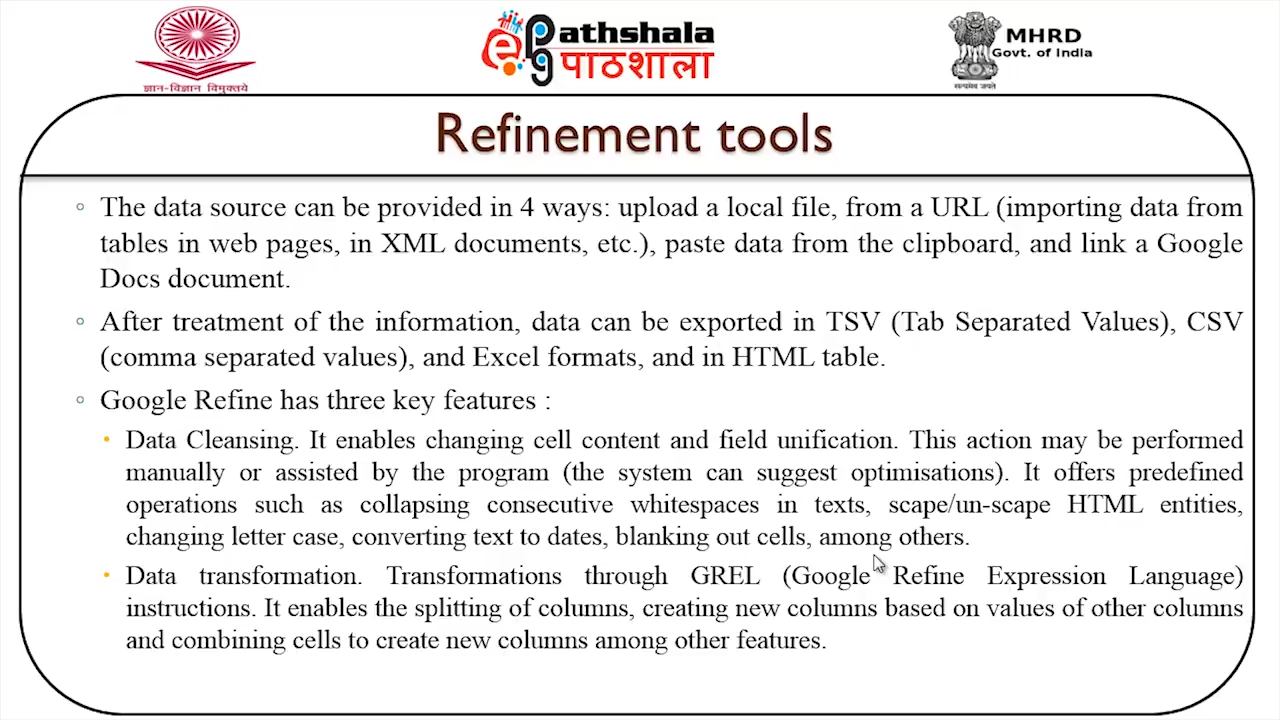 ज्ञान-विज्ञान विमुक्तये
ePathshala
पाठशाला
MHRD
Govt. of India
सत्यमेव जयते
Refinement tools
The data source can be provided in 4 ways: upload a local file, from a URL (importing data from
tables in web pages, in XML documents, etc.), paste data from the clipboard, and link a Google
Docs document.
After treatment of the information, data can be exported in TSV (Tab Separated Values), CSV
(comma separated values), and Excel formats, and in HTML table.
Google Refine has three key features :
Data Cleansing. It enables changing cell content and field unification. This action may be performed
manually or assisted by the program (the system can suggest optimisations). It offers predefined
operations such as collapsing consecutive whitespaces in texts, scape/un-scape HTML entities,
changing letter case, converting text to dates, blanking out cells, among others.
Data transformation. Transformations through GREL (Google Refine Expression Language)
instructions. It enables the splitting of columns, creating new columns based on values of other columns
and combining cells to create new columns among other features.